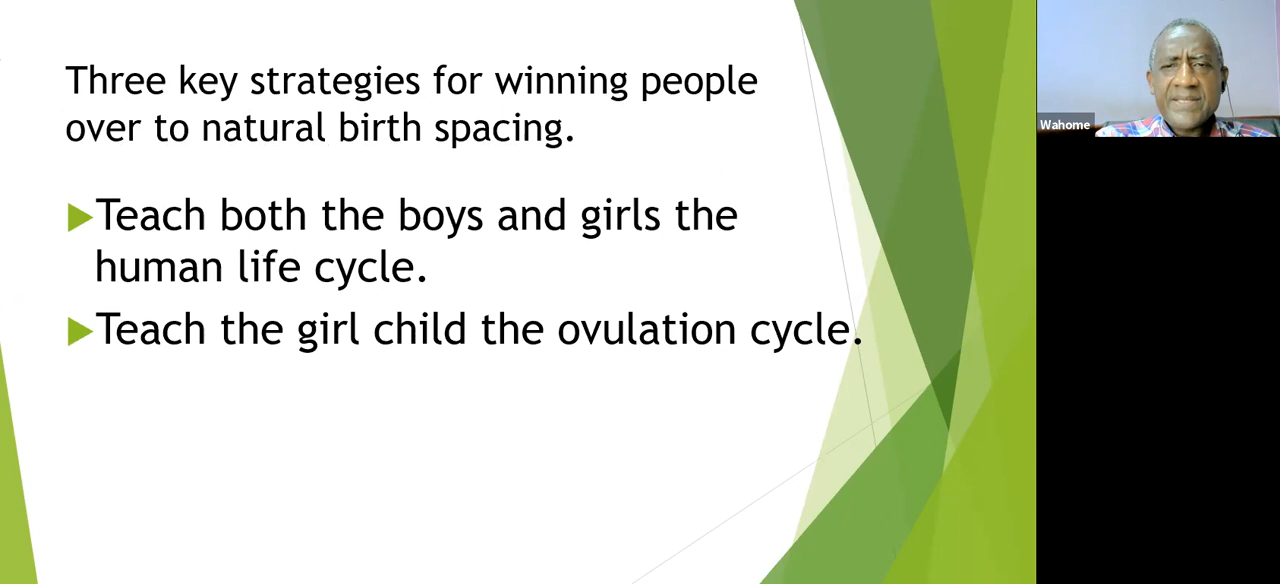 Three key strategies for winning people
over to natural birth spacing.
Teach both the boys and girls the
human life cycle.
Teach the girl child the ovulation cycle.
Wahome